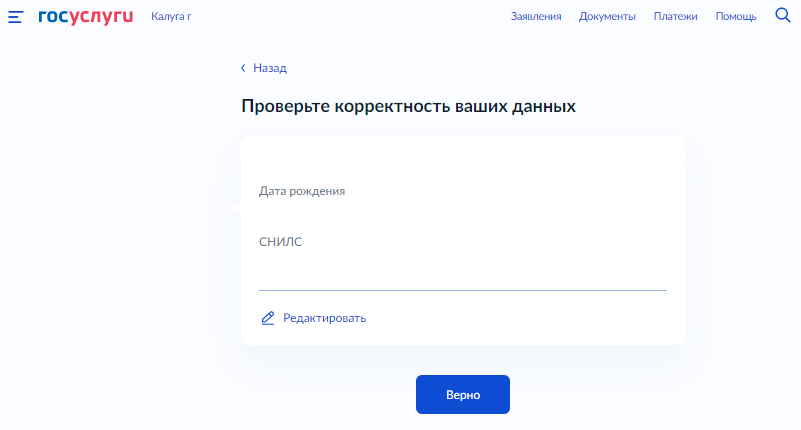 госуслуги Калуга г Заявления Документы Платежи Помощь
Назад
Проверьте корректность ваших данных
Дата рождения
СНИЛС
Редактировать
Верно